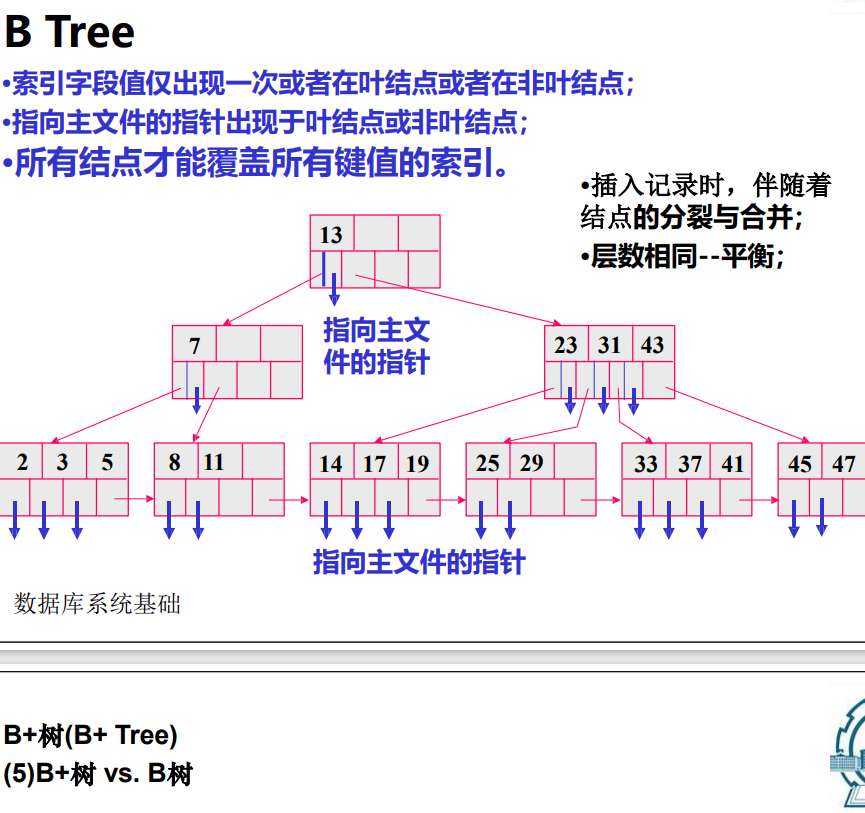 B Tree
•索引字段值仅出现一次或者在叶结点或者在非叶结点；
•指向主文件的指针出现于叶结点或非叶结点；
•所有结点才能覆盖所有键值的索引。
•插入记录时，伴随着
结点的分裂与合并；
•层数相同--平衡；
13
指向主文
件的指针
7
23 31 43
2 3 5
8 11
14 17 19
25 29
33 37 41
45 47
指向主文件的指针
数据库系统基础
B+树(B+ Tree)
(5)B+树 vs. B树